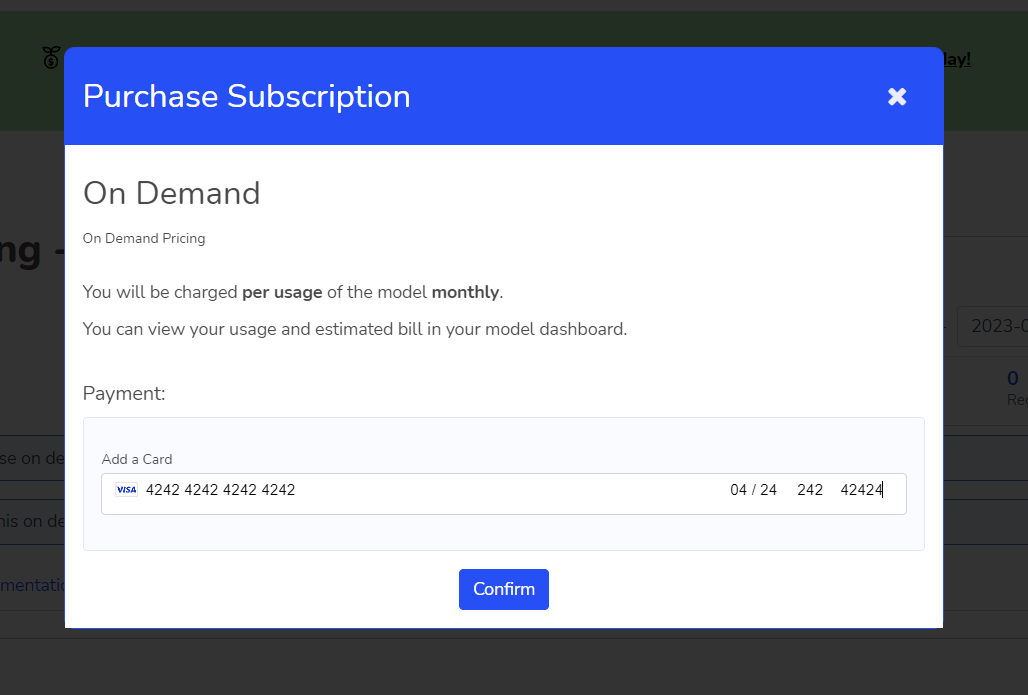 lay!
Purchase Subscription
On Demand
On Demand Pricing
ng -
You will be charged per usage of the model monthly.
You can view your usage and estimated bill in your model dashboard.
- 2023-0
0
Re
Payment:
se on de
Add a Card
VISA 4242 4242 4242 4242 04 / 24 242 42424
his on de
mentatio
Confirm